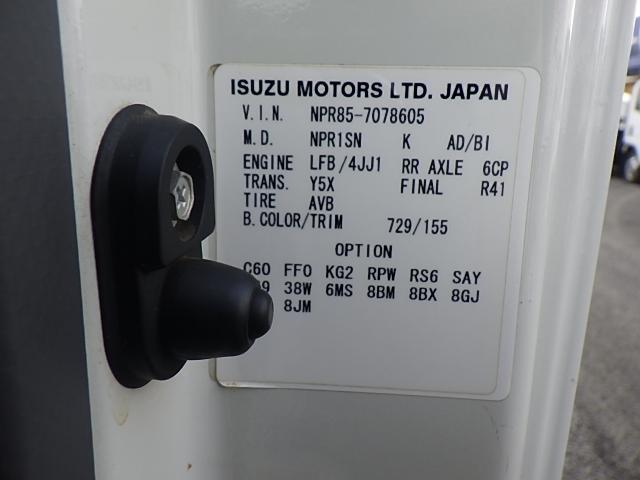 ISUZU MOTORS LTD. JAPAN
V.I.N. NPR85-7078605
M.D. NPR1SN K AD/BI
ENGINE LFB/4JJ1 RR AXLE 6CP
TRANS. Y5X FINAL R41
TIRE AVB
B.COLOR/TRIM 729/155
OPTION
C60 FF0 KG2 RPW RS6 SAY
38W 6MS 8BM 8BX 8GJ
8JM